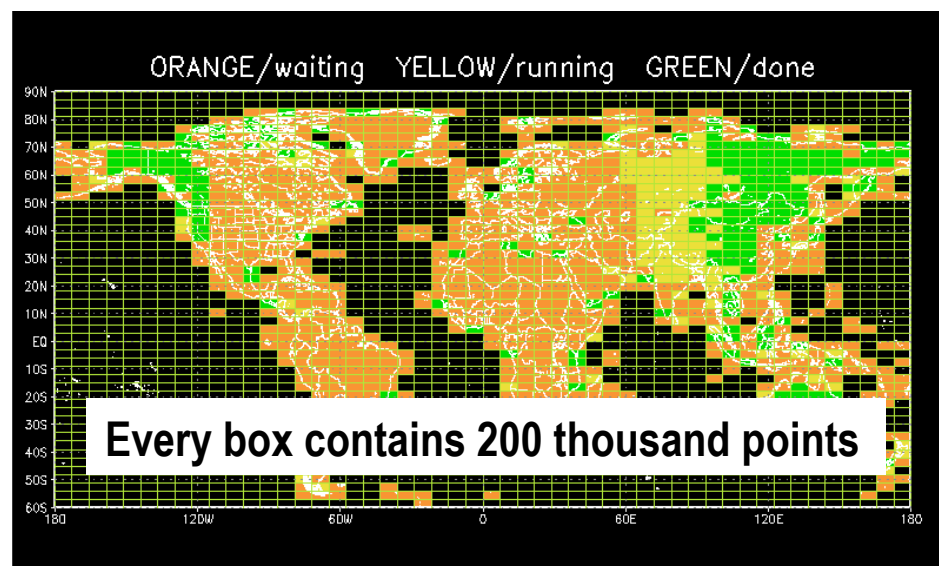 ORANGE/waiting YELLOW/running GREEN/done
90N
80N
70N
60N
50N
40N
30N
20N
10N
EQ
10S
20S
30S
40S
50S
60S
Every box contains 200 thousand points
180 120W 60W 0 60E 120E 180